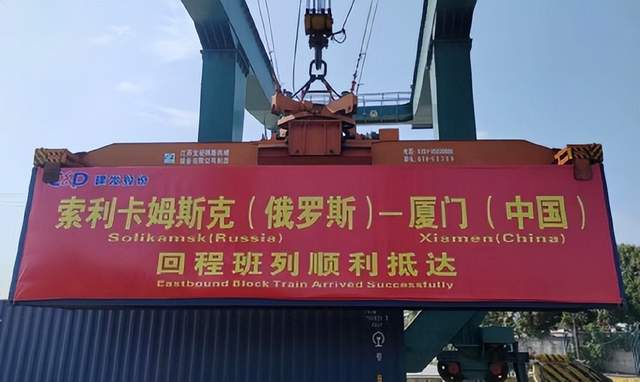 建发股份
索利卡姆斯克（俄罗斯）—厦门（中国）
Solikamsk(Russia) Xiamen(China)
回程班列顺利抵达
Eastbound Block Train Arrived Successfully